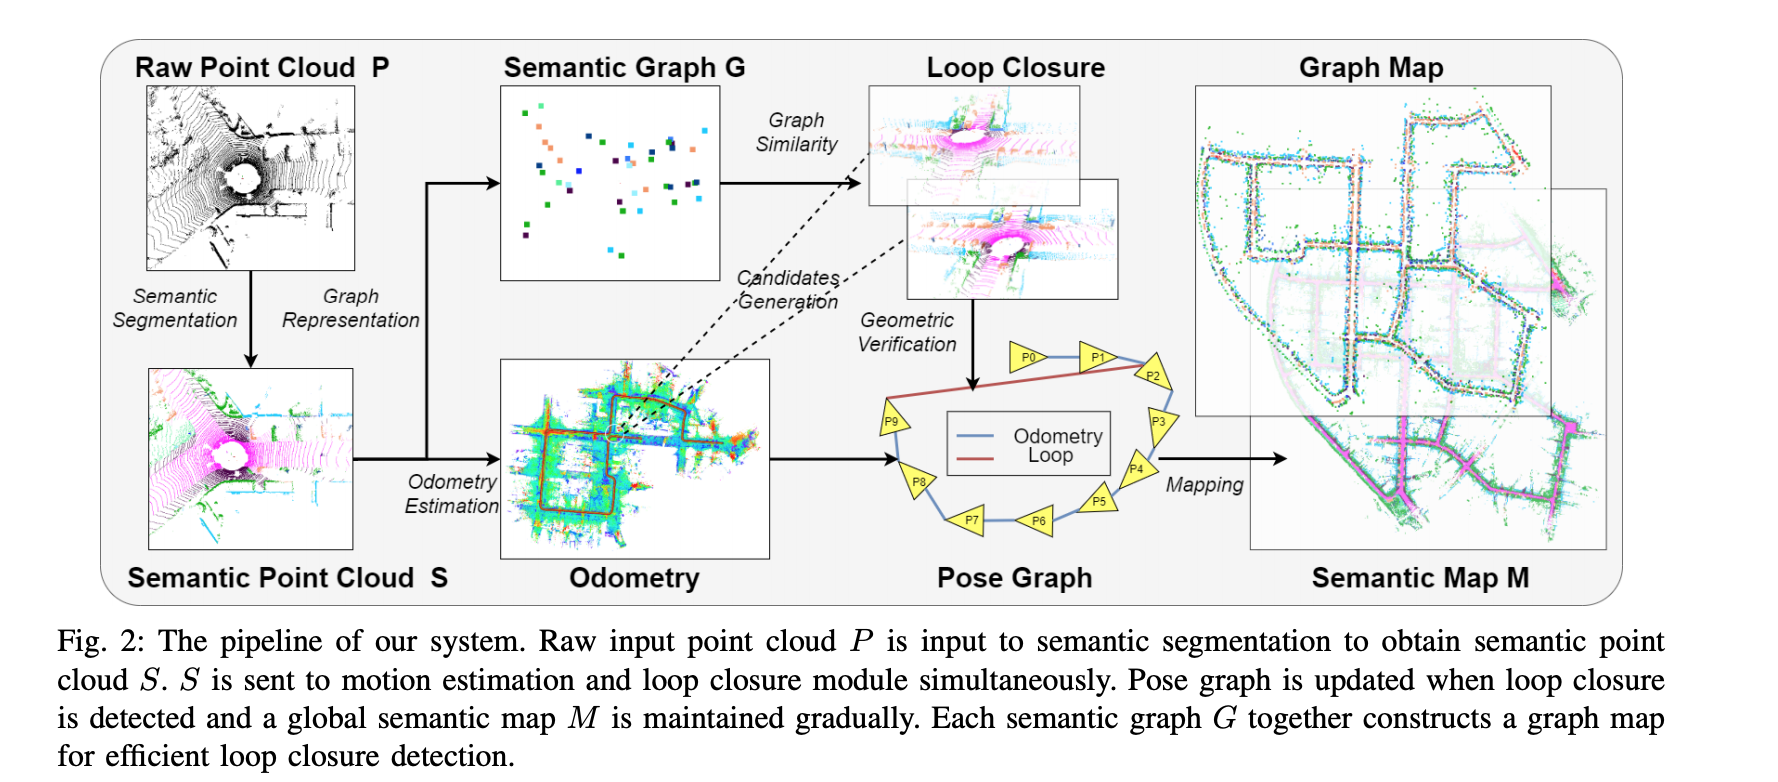 Raw Point Cloud P
Semantic Graph G
Loop Closure
Graph Map
Graph
Similarity
Semantic
Segmentation
Graph
Representation
Candidates
Generation
Geometric
Verification
P0
P1
P2
P3
P4
P5
P6
P7
P8
P9
Odometry
Loop
Odometry
Estimation
Mapping
Semantic Point Cloud S
Odometry
Pose Graph
Semantic Map M
Fig. 2: The pipeline of our system. Raw input point cloud P is input to semantic segmentation to obtain semantic point
cloud S. S is sent to motion estimation and loop closure module simultaneously. Pose graph is updated when loop closure
is detected and a global semantic map M is maintained gradually. Each semantic graph G together constructs a graph map
for efficient loop closure detection.